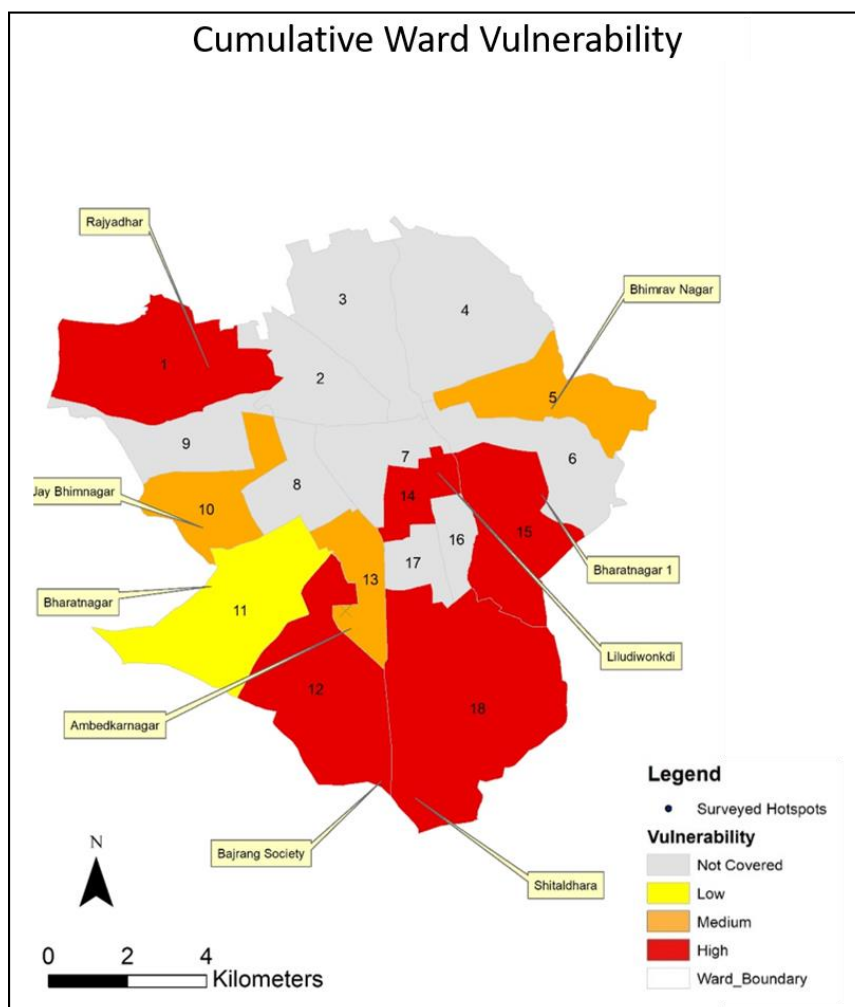 Cumulative Ward Vulnerability
Rajyadhar
Bhimrav Nagar
3
4
1
2
5
9
7
6
8
14
10
Jay Bhimnagar
15
16
17
13
Bharatnagar 1
Bharatnagar
11
Liludiwonkdi
12
18
Ambedkarnagar
Bajrang Society
Shitaldhara
N
0 2 4
Kilometers
Legend
Surveyed Hotspots
Vulnerability
Not Covered
Low
Medium
High
Ward_Boundary